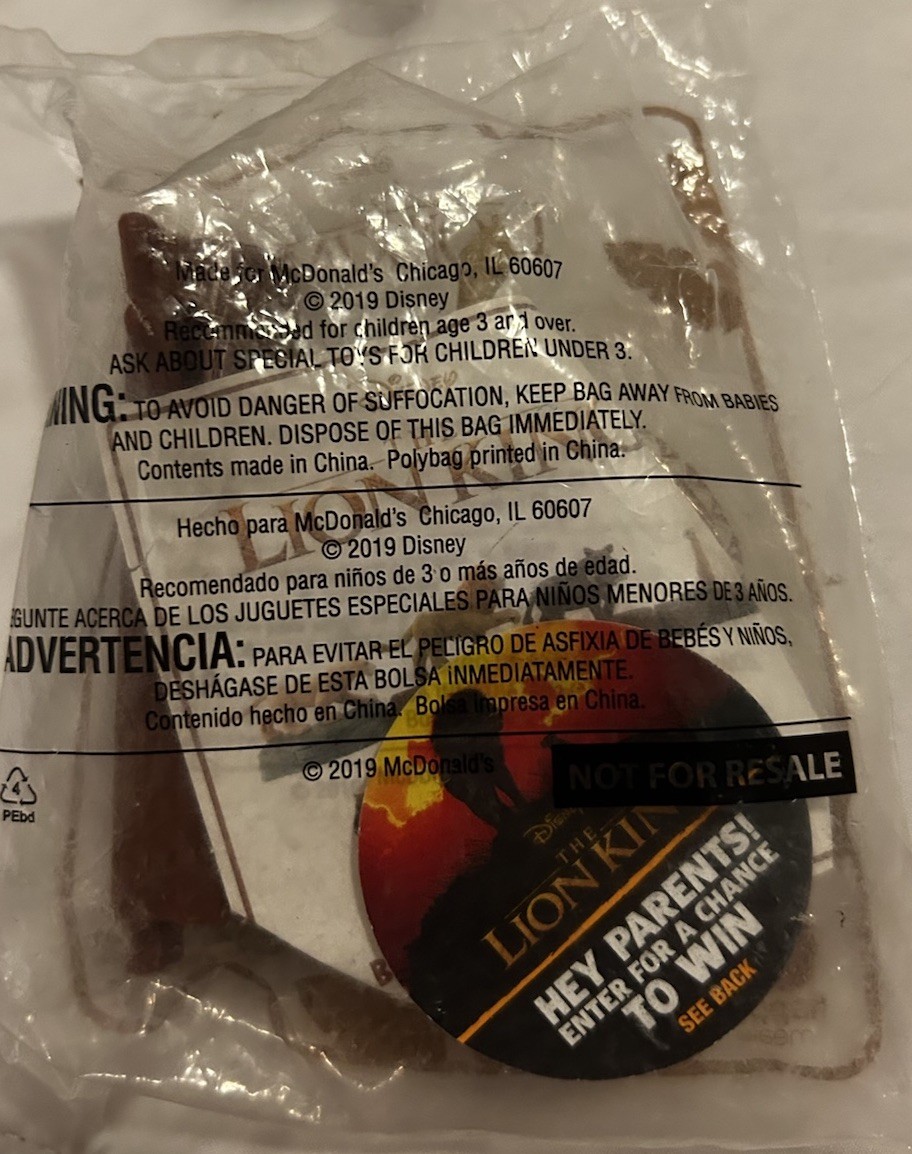 Made for McDonald's Chicago, IL 60607
© 2019 Disney
Recommended for children age 3 and over.
ASK ABOUT SPECIAL TOYS FOR CHILDREN UNDER 3.
NING: TO AVOID DANGER OF SUFFOCATION, KEEP BAG AWAY FROM BABIES
AND CHILDREN. DISPOSE OF THIS BAG IMMEDIATELY.
Contents made in China. Polybag printed in China.
LION KING
Hecho para McDonald's Chicago, IL 60607
© 2019 Disney
Recomendado para niños de 3 o más años de edad.
GUNTE ACERCA DE LOS JUGUETES ESPECIALES PARA NIÑOS MENORES DE 3 AÑOS.
ADVERTENCIA: PARA EVITAR EL PELIGRO DE ASFIXIA DE BEBÉS Y NIÑOS,
DESHÁGASE DE ESTA BOLSA INMEDIATAMENTE.
Contenido hecho en China. Bolsa impresa en China.
© 2019 McDonald's
NOT FOR RESALE
4
PEbd
Disney
THE
LION KING
HEY PARENTS!
ENTER FOR A CHANCE
TO WIN
SEE BACK